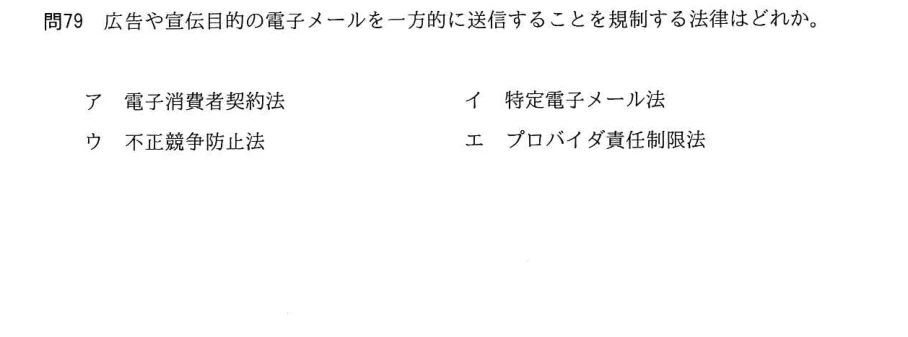 問79 広告や宣伝目的の電子メールを一方的に送信することを規制する法律はどれか。
ア 電子消費者契約法 イ 特定電子メール法
ウ 不正競争防止法 エ プロバイダ責任制限法